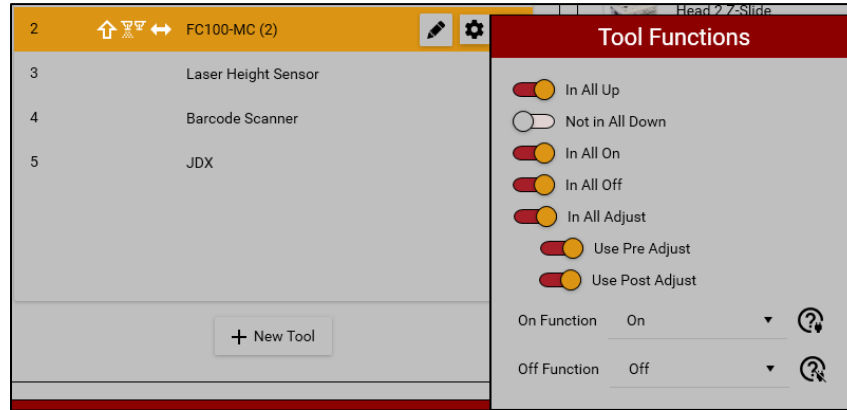 2 FC100-MC (2)
3 Laser Height Sensor
4 Barcode Scanner
5 JDX
+ New Tool
Head 2 Z-Slide
Tool Functions
In All Up
Not in All Down
In All On
In All Off
In All Adjust
Use Pre Adjust
Use Post Adjust
On Function On
Off Function Off